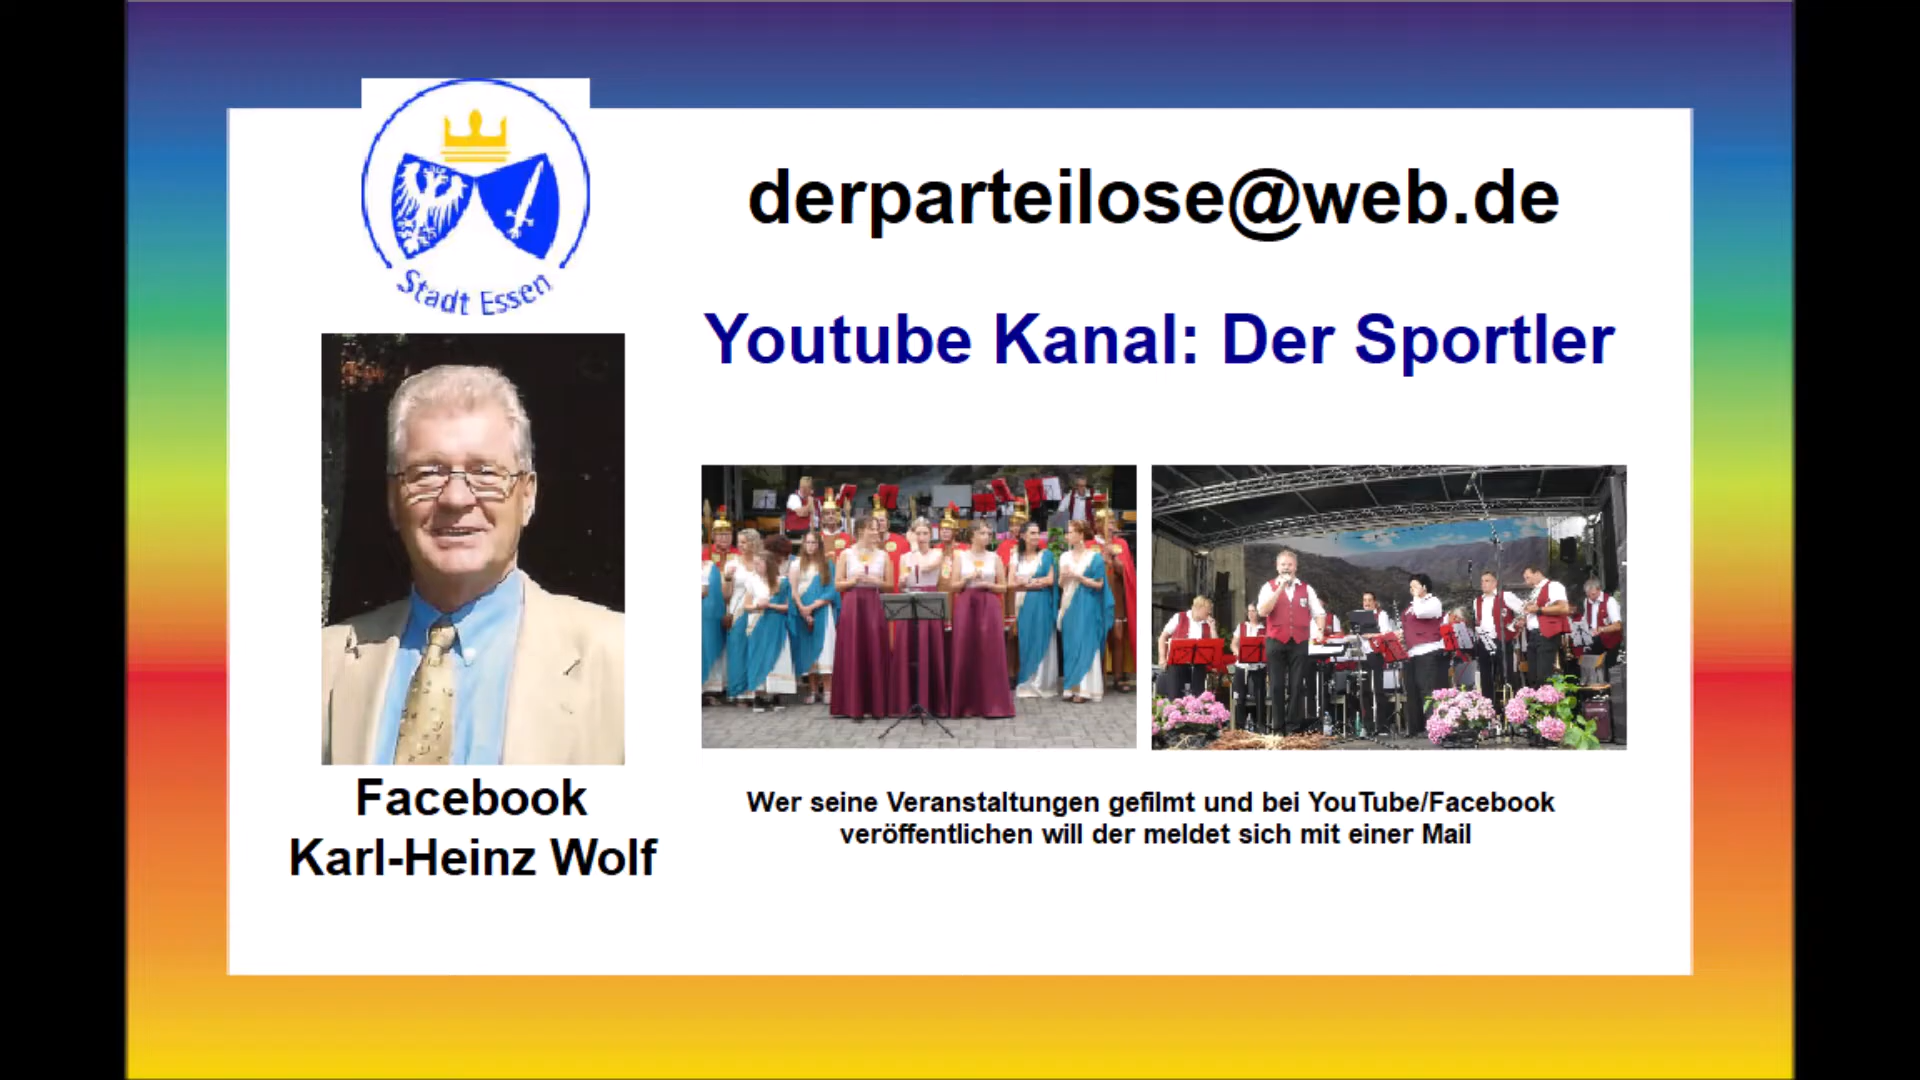 Stadt Essen
derparteilose@web.de
Youtube Kanal: Der Sportler
Facebook
Karl-Heinz Wolf
Wer seine Veranstaltungen gefilmt und bei YouTube/Facebook
veröffentlichen will der meldet sich mit einer Mail